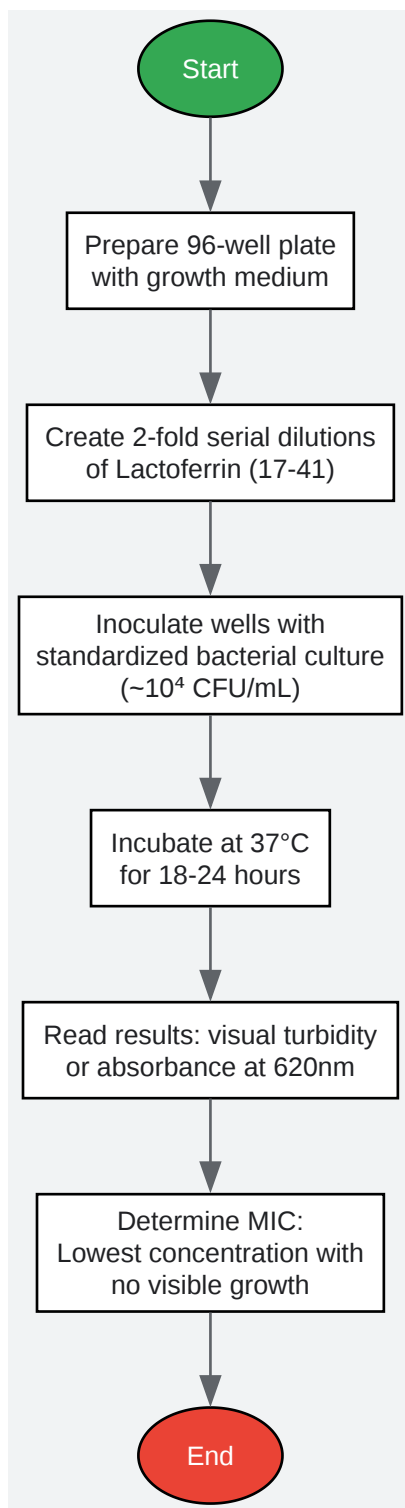 Start
Prepare 96-well plate
with growth medium
Create 2-fold serial dilutions
of Lactoferrin (17-41)
Inoculate wells with
standardized bacterial culture
(~10⁴ CFU/mL)
Incubate at 37°C
for 18-24 hours
Read results: visual turbidity
or absorbance at 620nm
Determine MIC:
Lowest concentration with
no visible growth
End